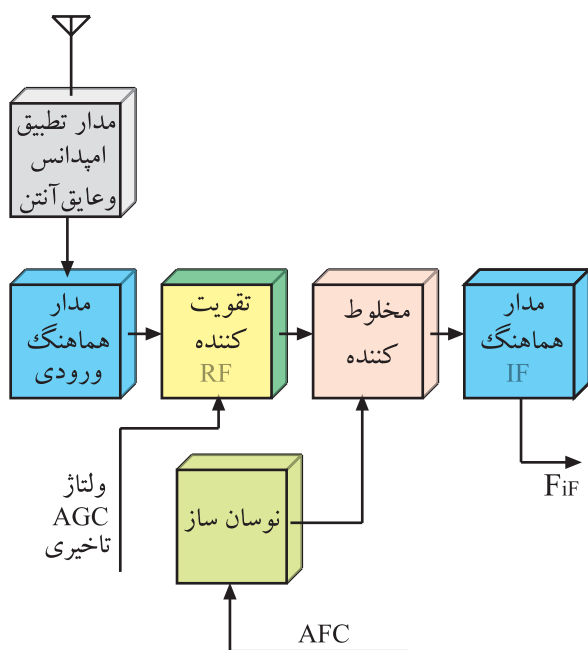 مدار تطبیق
امپدانس
وعایق آنتن
مدار
هماهنگ
ورودی
تقویت
کننده
RF
مخلوط
کننده
مدار
هماهنگ
IF
FiF
ولتاژ
AGC
تاخیری
نوسان ساز
AFC